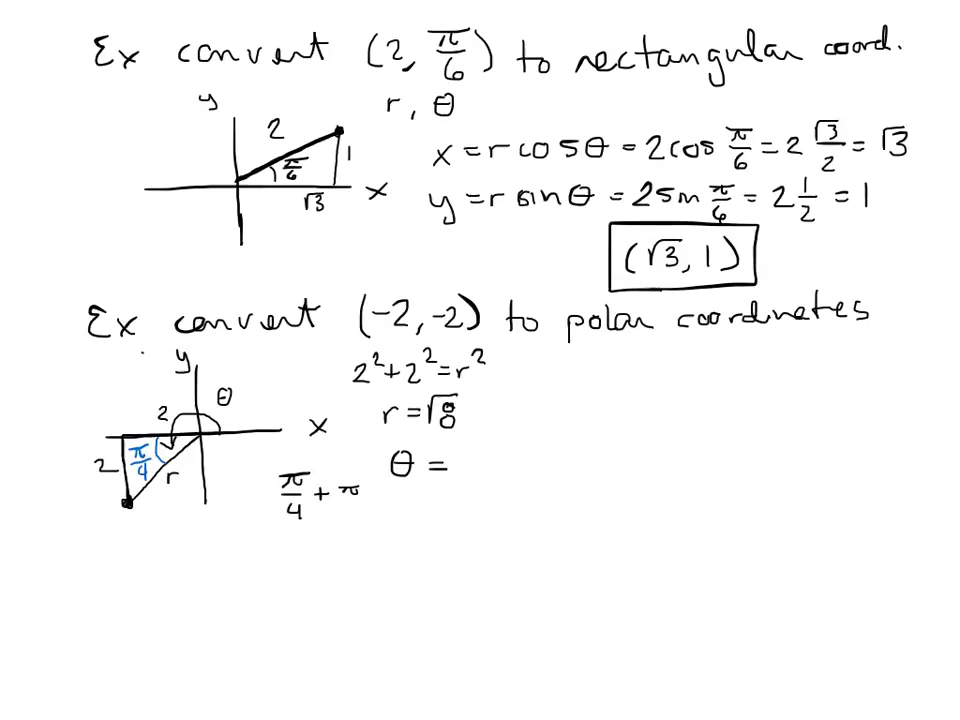 Ex convert (2, π/6) to rectangular coord.
r, θ
y
2
π/6
1
√3
x
x = r cos θ = 2 cos π/6 = 2 √3/2 = √3
y = r sin θ = 2 sin π/6 = 2 1/2 = 1
(√3, 1)
Ex convert (-2, -2) to polar coordinates
y
θ
2
x
2
π/4
r
2² + 2² = r²
r = √8
θ =
π/4 + π